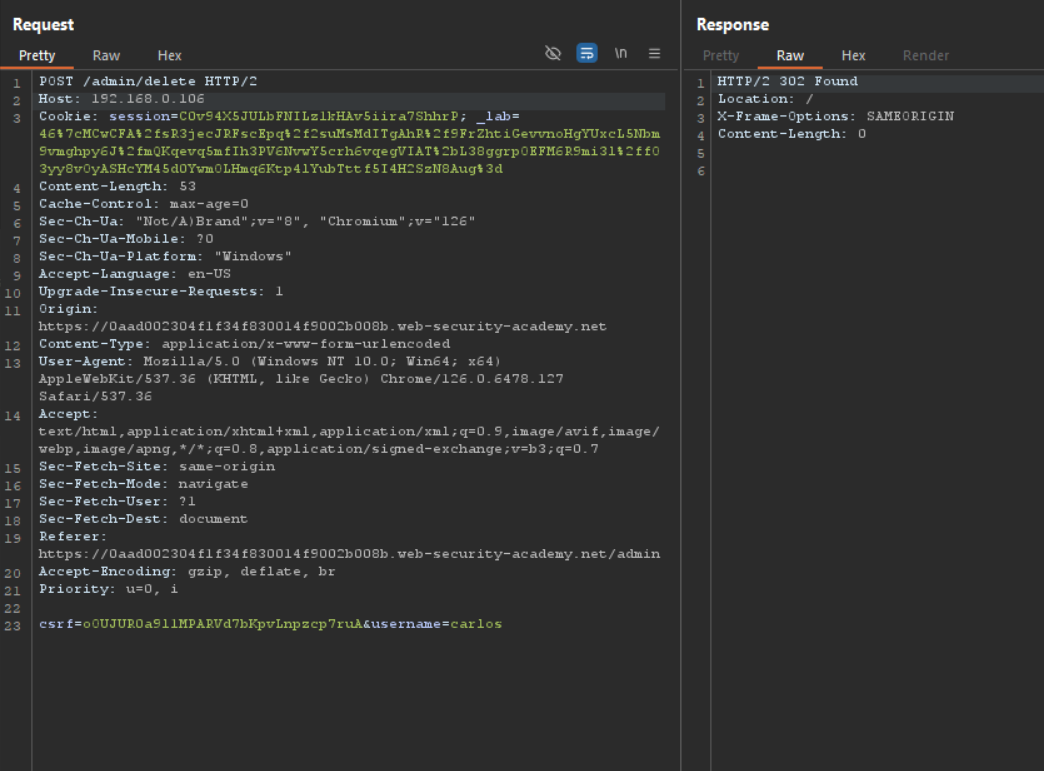 Request
Pretty Raw Hex \n
1 POST /admin/delete HTTP/2
2 Host: 192.168.0.106
3 Cookie: session=C0v94X5JULbFNILzlkHAv5iira7ShhrP; _lab=
46%7cMCwCFA%2fsR3jecJRFscEpq%2f2suMsMdITgAhR%2f9FrZhtiGevvnoHgYUxcL5Nbm
9vmghpy6J%2fmQKqevq5mfIh3PV6NvwY5crh6vqegVIAT%2bL38ggrp0EFM6R9mi31%2ff0
3yy8v0yASHcYM45d0Ywm0LHmq6Ktp41YubTttf5I4H2SzN8Aug%3d
4 Content-Length: 53
5 Cache-Control: max-age=0
6 Sec-Ch-Ua: "Not/A)Brand";v="8", "Chromium";v="126"
7 Sec-Ch-Ua-Mobile: ?0
8 Sec-Ch-Ua-Platform: "Windows"
9 Accept-Language: en-US
10 Upgrade-Insecure-Requests: 1
11 Origin:
https://0aad002304f1f34f830014f9002b008b.web-security-academy.net
12 Content-Type: application/x-www-form-urlencoded
13 User-Agent: Mozilla/5.0 (Windows NT 10.0; Win64; x64)
AppleWebKit/537.36 (KHTML, like Gecko) Chrome/126.0.6478.127
Safari/537.36
14 Accept:
text/html,application/xhtml+xml,application/xml;q=0.9,image/avif,image/
webp,image/apng,*/*;q=0.8,application/signed-exchange;v=b3;q=0.7
15 Sec-Fetch-Site: same-origin
16 Sec-Fetch-Mode: navigate
17 Sec-Fetch-User: ?1
18 Sec-Fetch-Dest: document
19 Referer:
https://0aad002304f1f34f830014f9002b008b.web-security-academy.net/admin
20 Accept-Encoding: gzip, deflate, br
21 Priority: u=0, i
22
23 csrf=o0UJUR0a911MPARVd7bKpvLnpzcp7ruA&username=carlos
Response
Pretty Raw Hex Render
1 HTTP/2 302 Found
2 Location: /
3 X-Frame-Options: SAMEORIGIN
4 Content-Length: 0
5
6